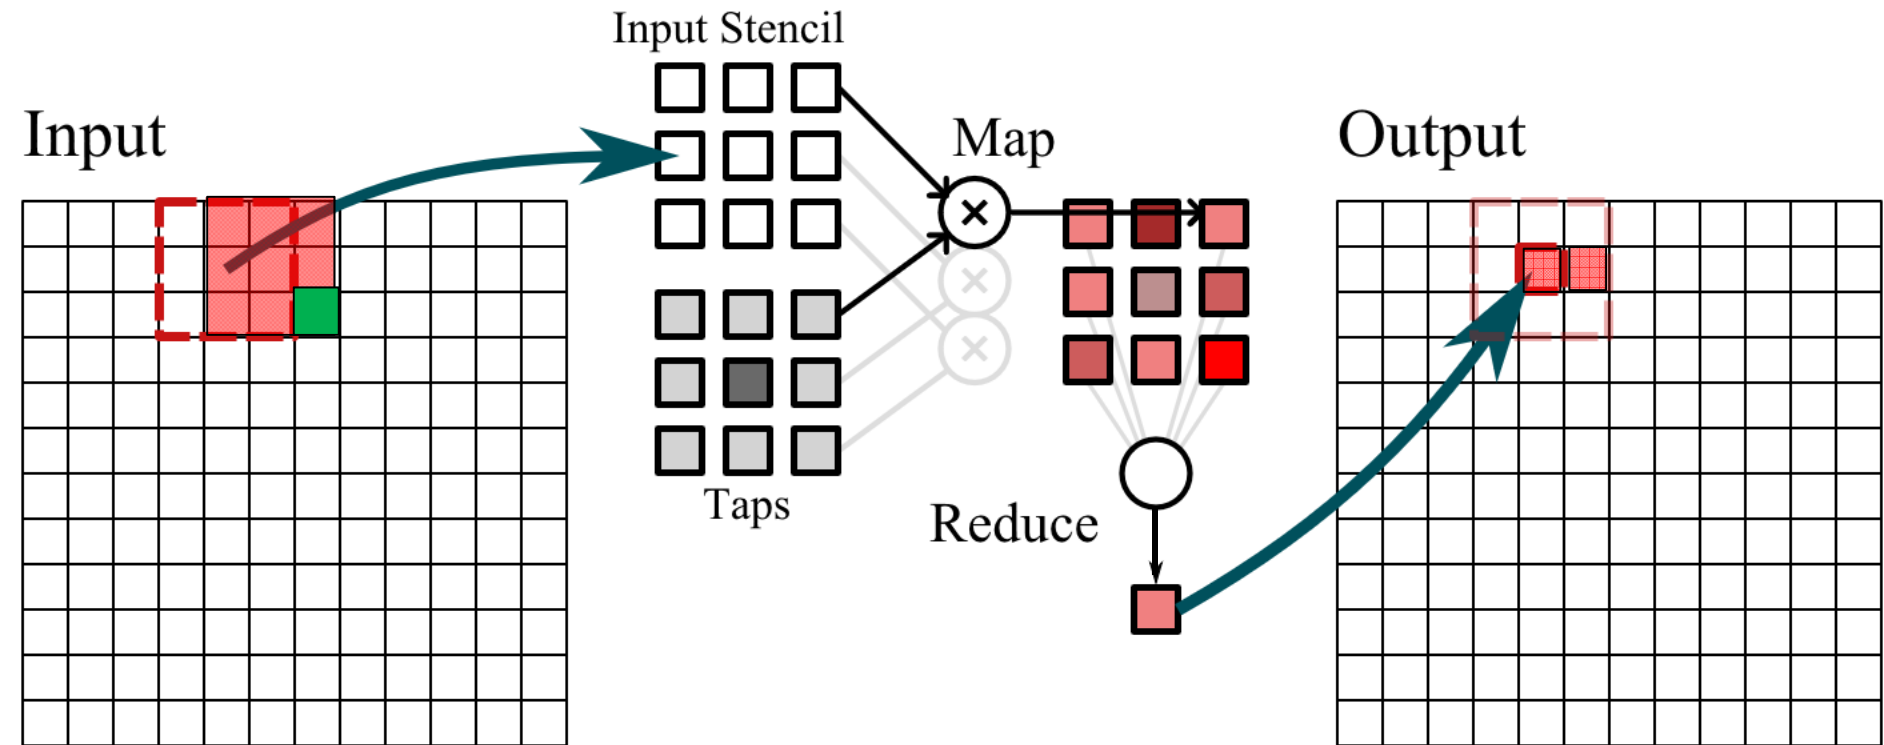 Input Stencil
Input
Map
Output
Taps
Reduce